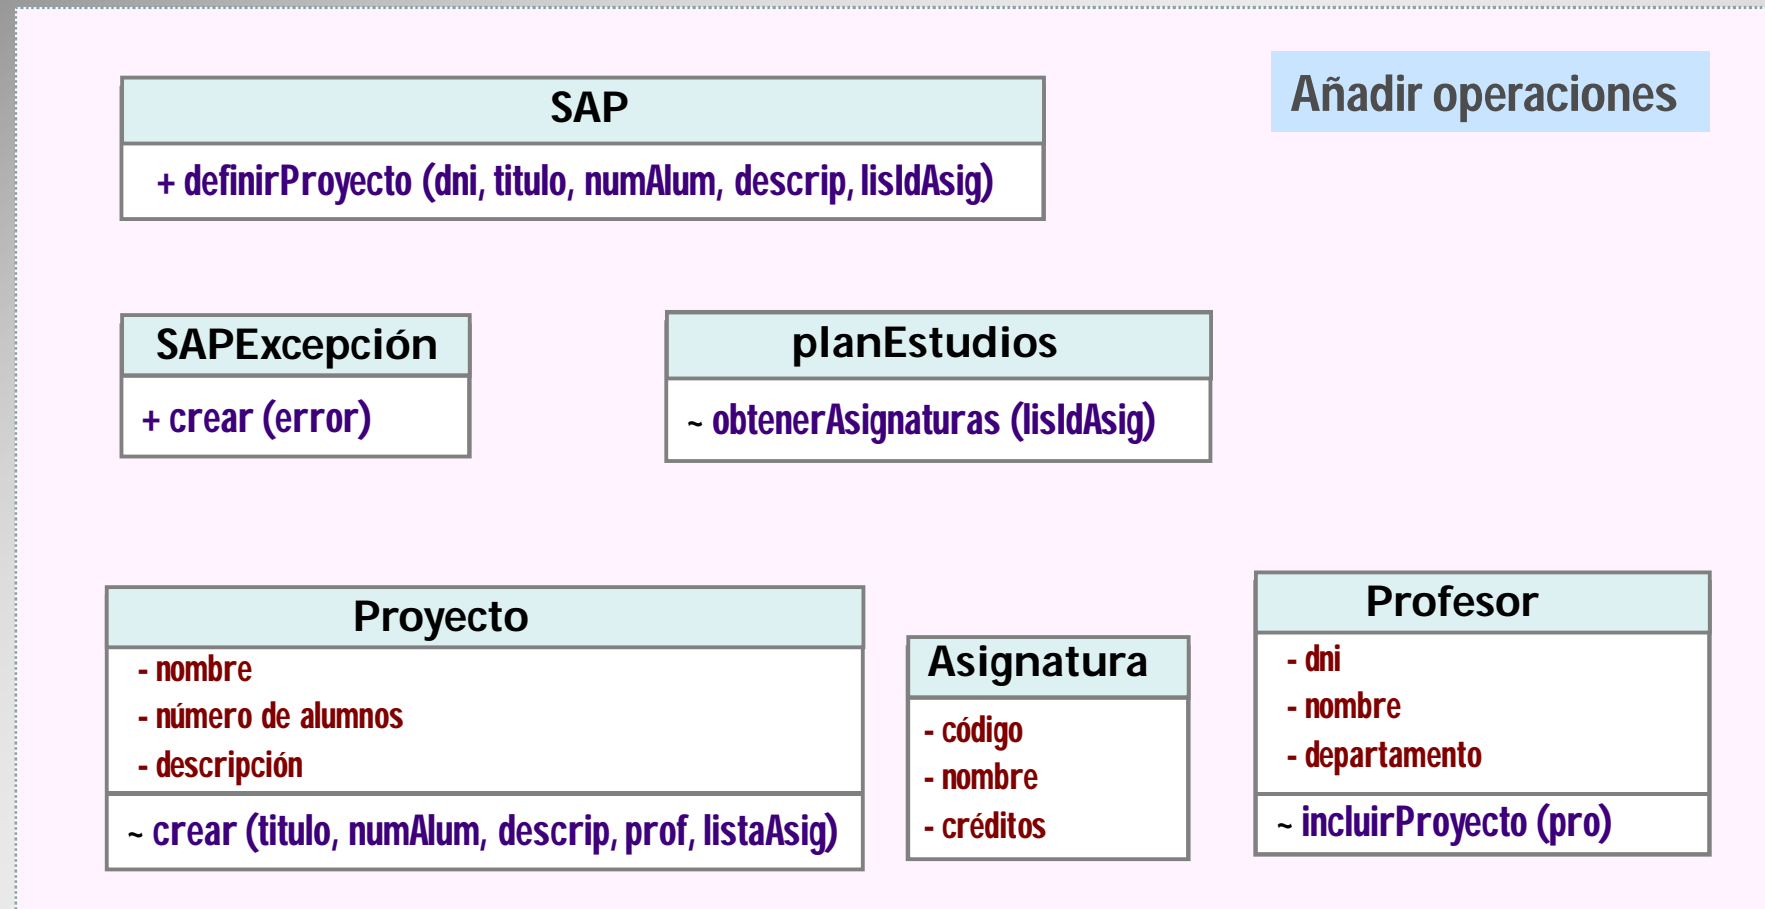 Añadir operaciones
SAP
+ definirProyecto (dni, titulo, numAlum, descrip, lisIdAsig)
SAPExcepción
+ crear (error)
planEstudios
~ obtenerAsignaturas (lisIdAsig)
Proyecto
- nombre
- número de alumnos
- descripción
~ crear (titulo, numAlum, descrip, prof, listaAsig)
Asignatura
- código
- nombre
- créditos
Profesor
- dni
- nombre
- departamento
~ incluirProyecto (pro)